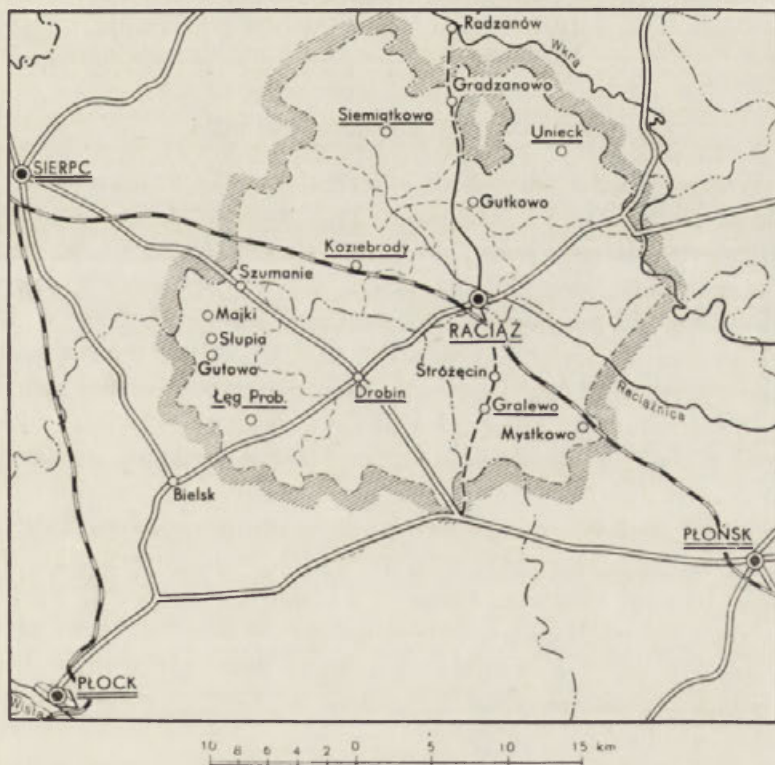 Radzanów
Wkra
Gradzanowo
Siemiątkowo
Unieck
SIERPC
Gutkowo
Koziebrody
Szumanie
RACIĄŻ
Majki
Słupia
Gutowo
Stróżęcin
Drobin
Raciążnica
Łęg Prob.
Gralewo
Mystkowo
Bielsk
PŁOŃSK
PŁOCK
Wisła
10 8 6 4 2 0 5 10 15 km